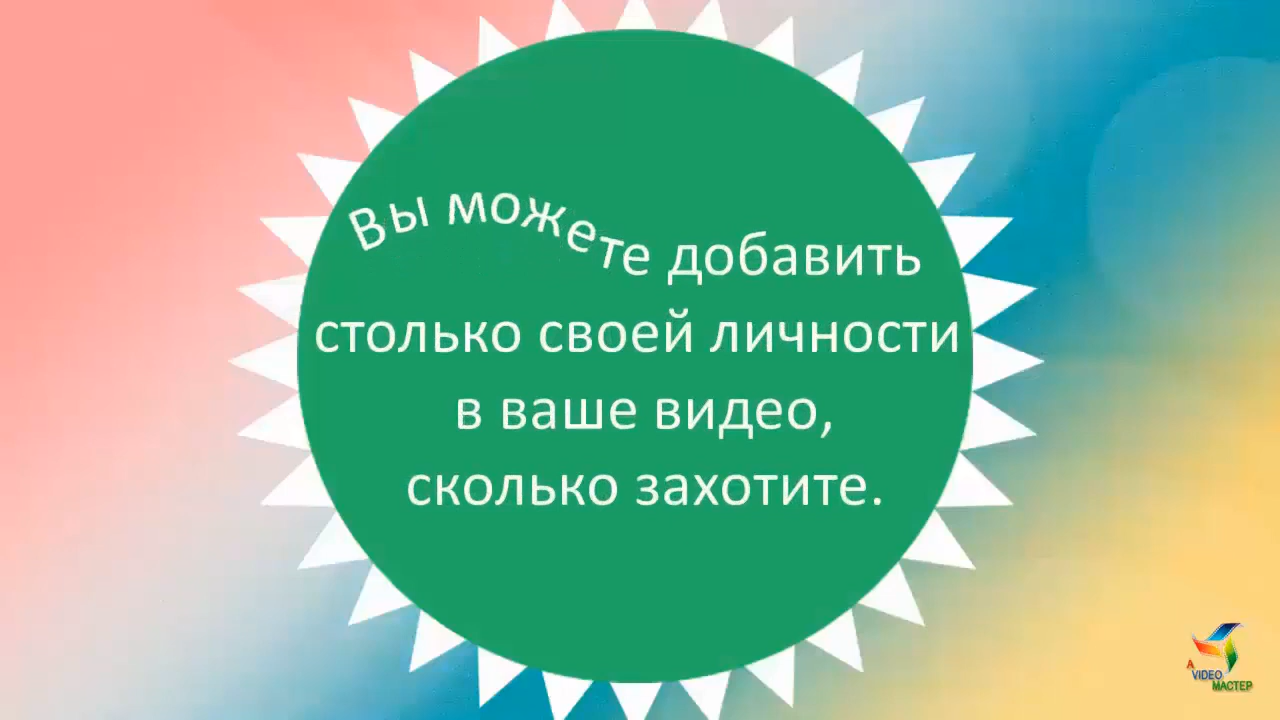 Вы можете добавить
столько своей личности
в ваше видео,
сколько захотите.
А
VIDEO
МАСТЕР